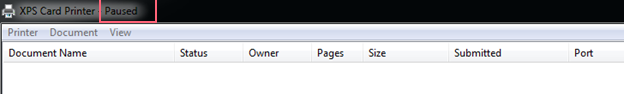 XPS Card Printer Paused
Printer Document View
Document Name Status Owner Pages Size Submitted Port